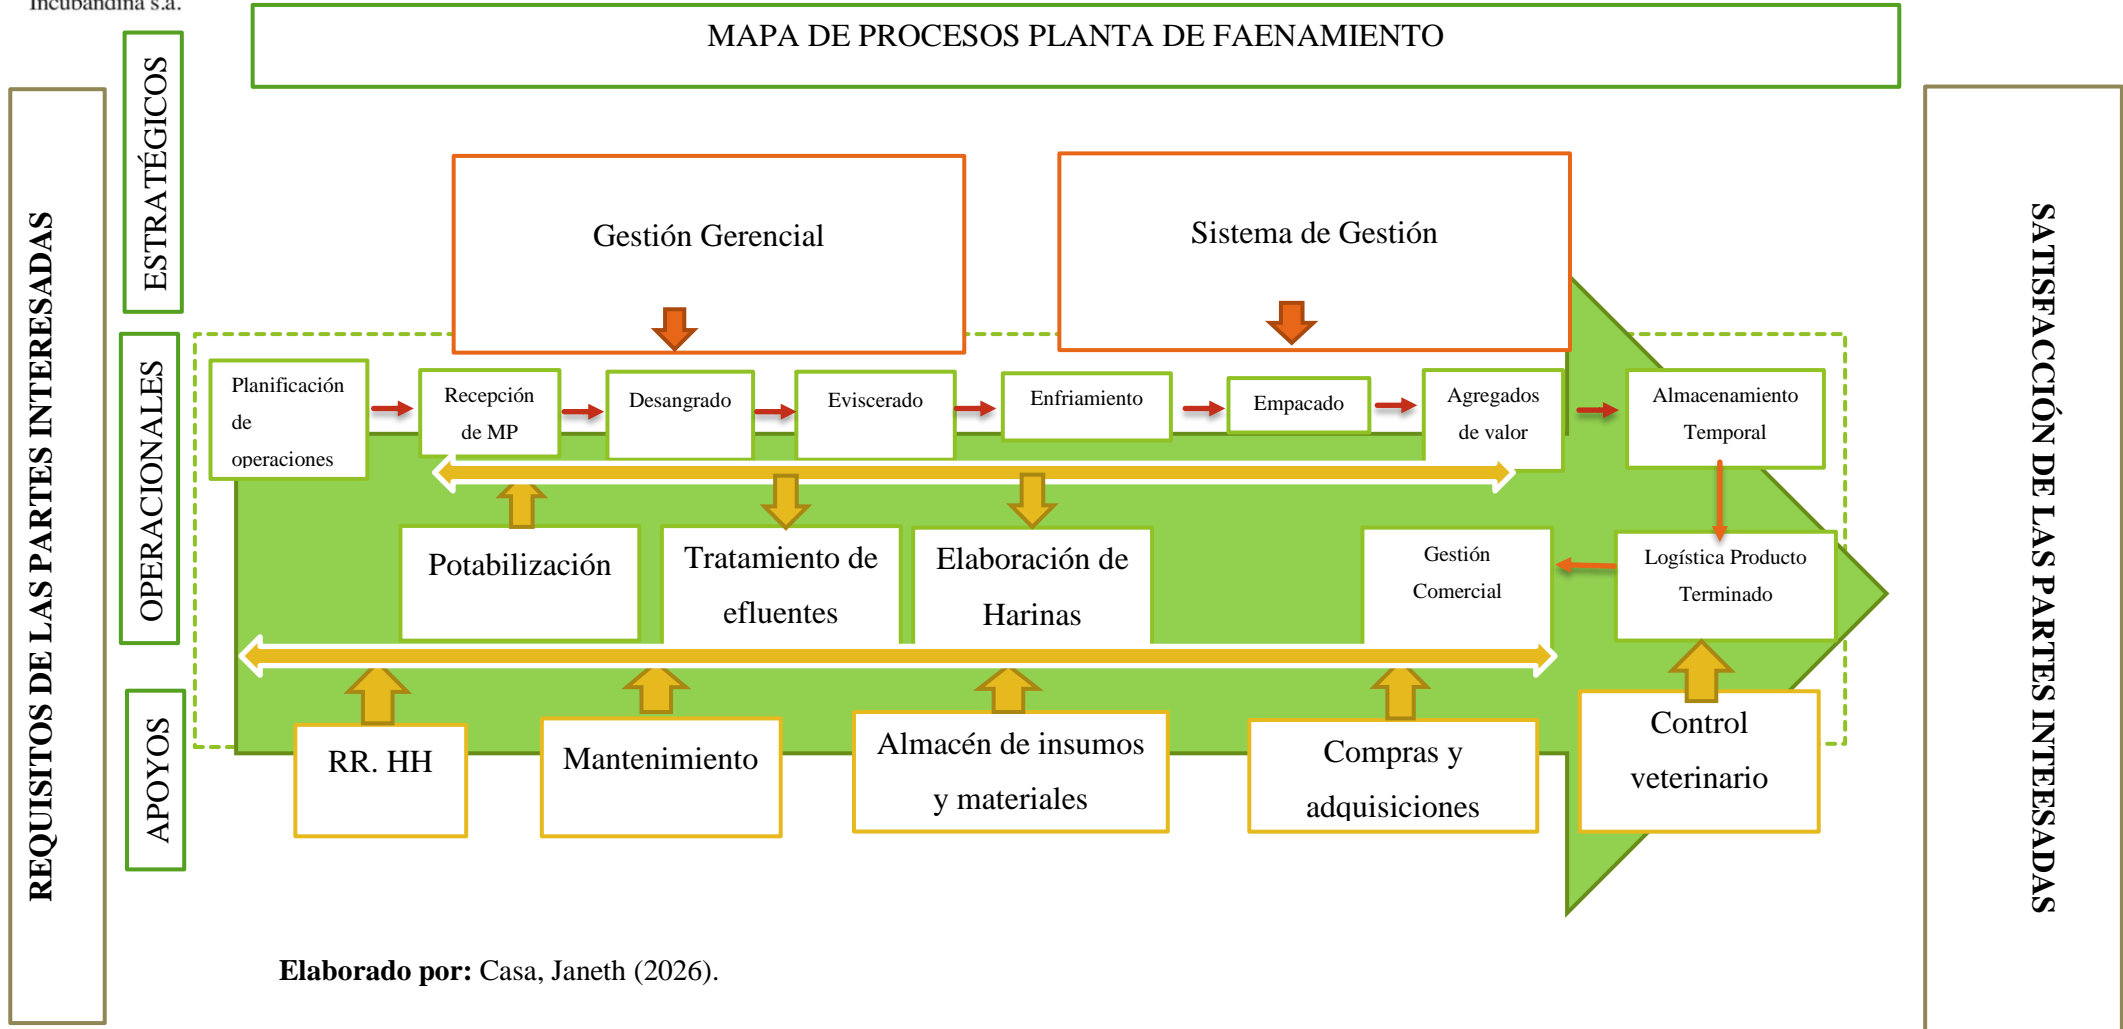 Incubandina s.a.
MAPA DE PROCESOS PLANTA DE FAENAMIENTO
REQUISITOS DE LAS PARTES INTERESADAS
ESTRATÉGICOS
Gestión Gerencial
Sistema de Gestión
OPERACIONALES
Planificación
de
operaciones
Recepción
de MP
Desangrado
Eviscerado
Enfriamiento
Empacado
Agregados
de valor
Almacenamiento
Temporal
Potabilización
Tratamiento de
efluentes
Elaboración de
Harinas
Gestión
Comercial
Logística Producto
Terminado
APOYOS
RR. HH
Mantenimiento
Almacén de insumos
y materiales
Compras y
adquisiciones
Control
veterinario
SATISFACCIÓN DE LAS PARTES INTEESADAS
Elaborado por: Casa, Janeth (2026).